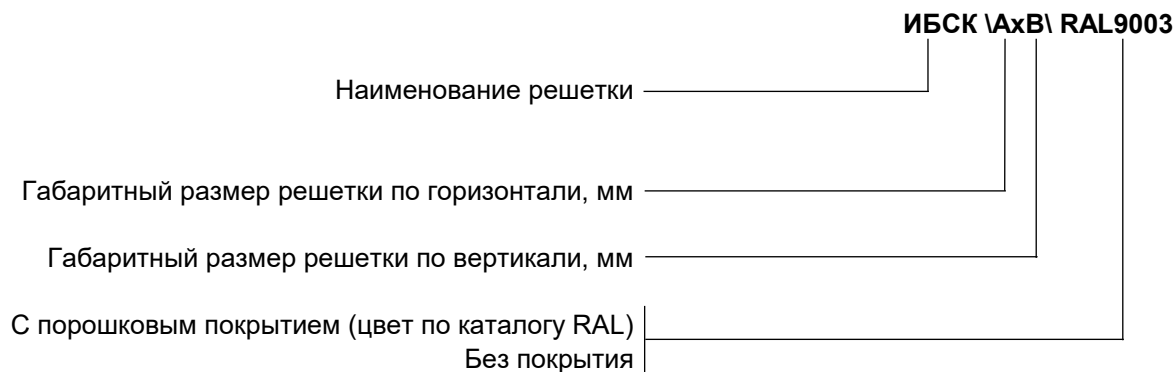 ИБСК \АхВ\ RAL9003
Наименование решетки
Габаритный размер решетки по горизонтали, мм
Габаритный размер решетки по вертикали, мм
С порошковым покрытием (цвет по каталогу RAL)
Без покрытия